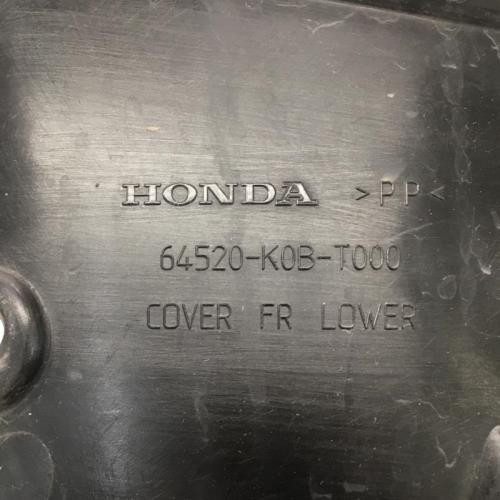 HONDA >PP<
64520-K0B-T000
COVER FR LOWER